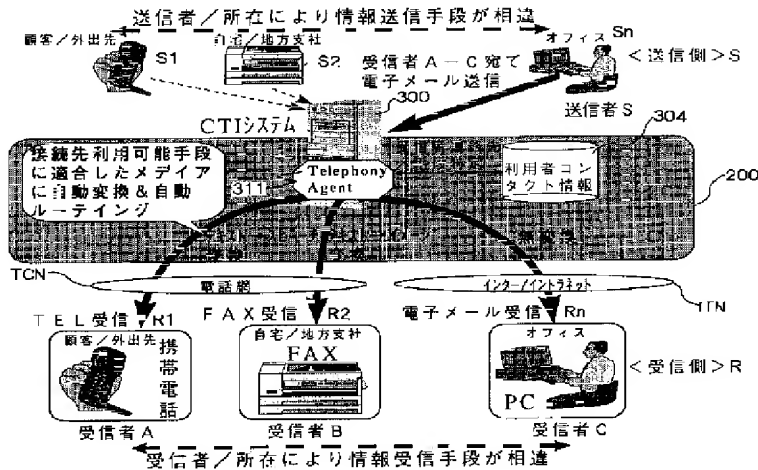 送信者／所在により情報送信手段が相違
顧客／外出先
S1
自宅／地方支社
S2
オフィス
Sn
＜送信側＞S
受信者A－C宛て
電子メール送信
送信者S
300
CTIシステム
304
接続先利用可能手段
に適合したメデイア
に自動変換＆自動
ルーテイング
311
Telephony
Agent
利用者コン
タクト情報
200
TCN
電話網
インター/イントラネット
ITN
TEL受信
R1
FAX受信
R2
電子メール受信
Rn
顧客／外出先
携帯電話
自宅／地方支社
FAX
オフィス
PC
＜受信側＞R
受信者A
受信者B
受信者C
受信者／所在により情報受信手段が相違